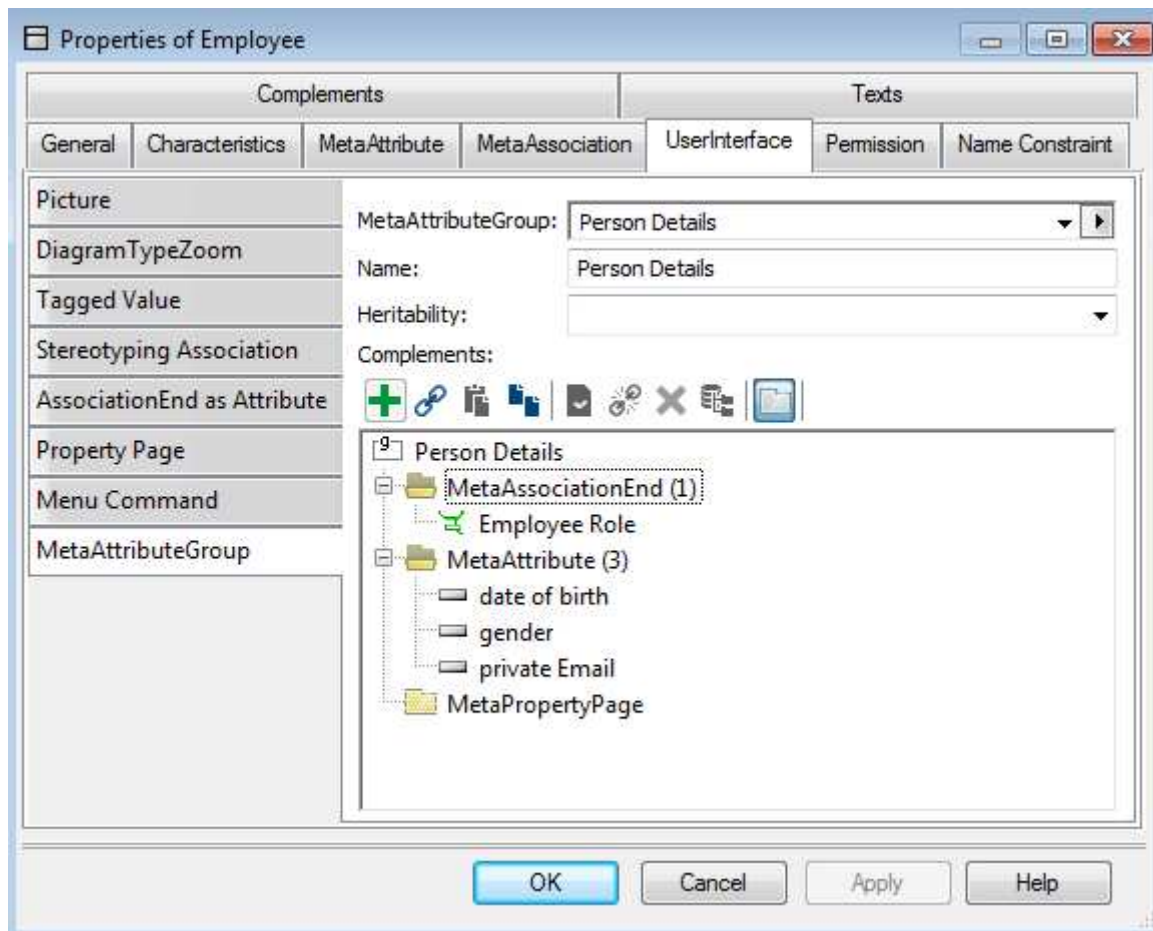 Properties of Employee
Complements Texts
General Characteristics MetaAttribute MetaAssociation UserInterface Permission Name Constraint
Picture
DiagramTypeZoom
Tagged Value
Stereotyping Association
AssociationEnd as Attribute
Property Page
Menu Command
MetaAttributeGroup
MetaAttributeGroup: Person Details
Name: Person Details
Heritability:
Complements:
9 Person Details
MetaAssociationEnd (1)
Employee Role
MetaAttribute (3)
date of birth
gender
private Email
MetaPropertyPage
OK Cancel Apply Help